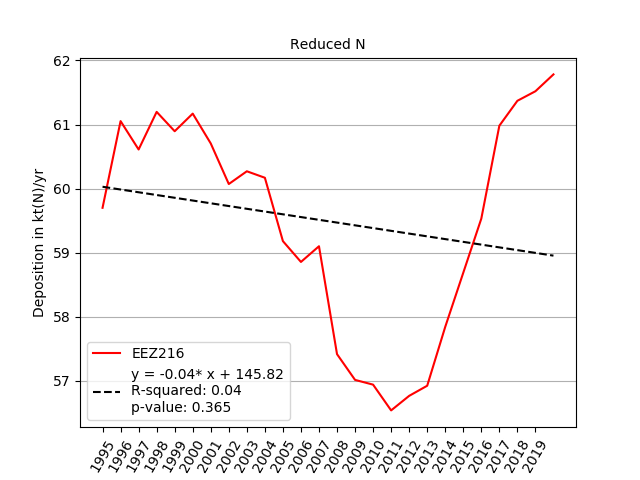 Reduced N
Deposition in kt(N)/yr
62
61
60
59
58
57
EEZ216
y = -0.04* x + 145.82
R-squared: 0.04
p-value: 0.365
1995 1996 1997 1998 1999 2000 2001 2002 2003 2004 2005 2006 2007 2008 2009 2010 2011 2012 2013 2014 2015 2016 2017 2018 2019